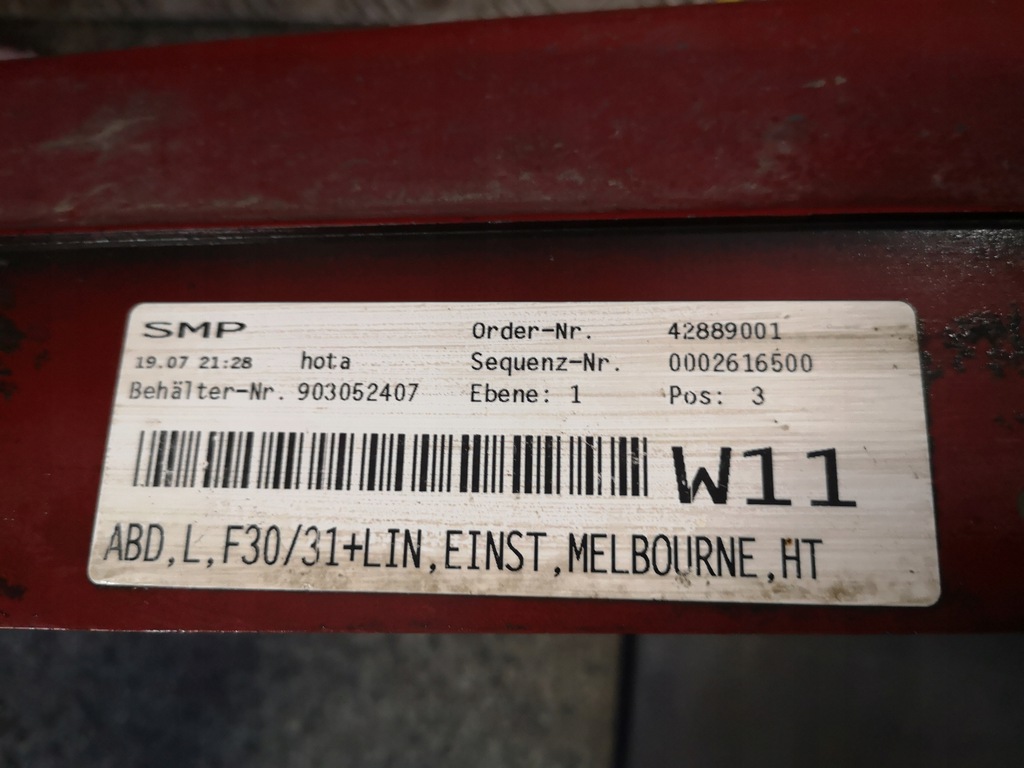 SMP Order-Nr. 42889001
19.07 21:28 hota Sequenz-Nr. 0002616500
Behälter-Nr. 903052407 Ebene: 1 Pos: 3
W11
ABD,L,F30/31+LIN,EINST,MELBOURNE,HT